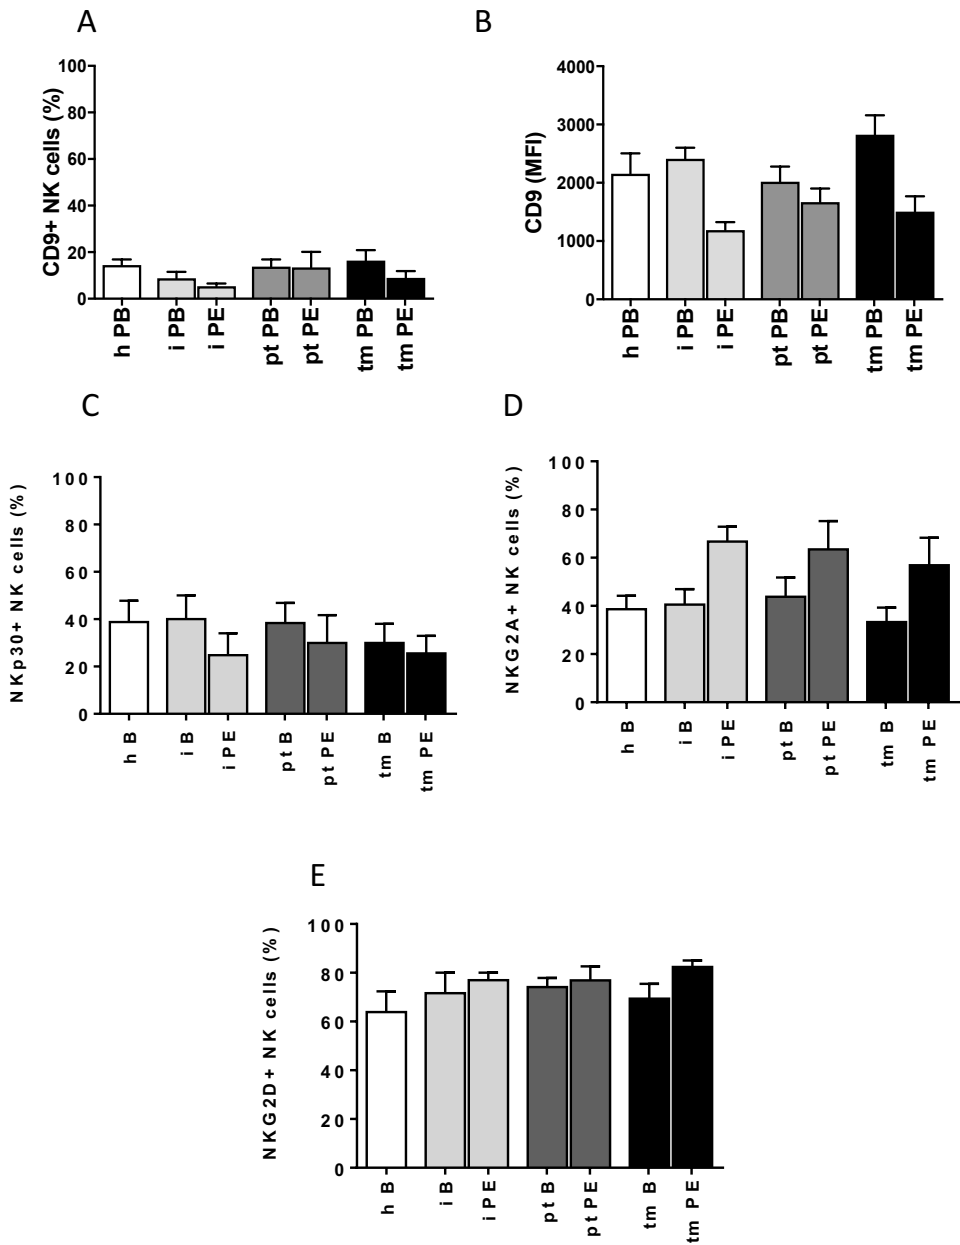 A
CD9+ NK cells (%)
100
80
60
40
20
0
h PB
i PB
i PE
pt PB
pt PE
tm PB
tm PE
B
CD9 (MFI)
4000
3000
2000
1000
0
h PB
i PB
i PE
pt PB
pt PE
tm PB
tm PE
C
NKp30+ NK cells (%)
100
80
60
40
20
0
h B
i B
i PE
pt B
pt PE
tm B
tm PE
D
NKG2A+ NK cells (%)
100
80
60
40
20
0
h B
i B
i PE
pt B
pt PE
tm B
tm PE
E
NKG2D+ NK cells (%)
100
80
60
40
20
0
h B
i B
i PE
pt B
pt PE
tm B
tm PE